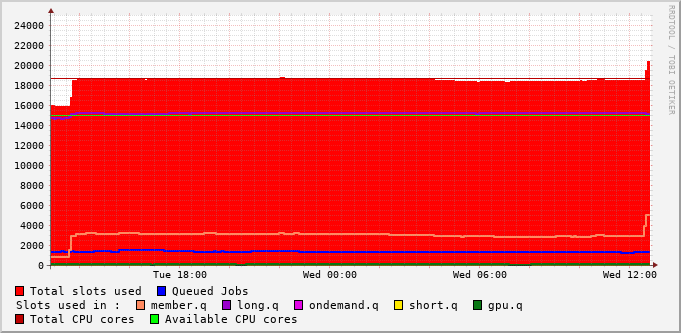 RRDTOOL / TOBI OETIKER
24000
22000
20000
18000
16000
14000
12000
10000
8000
6000
4000
2000
0
Tue 18:00 Wed 00:00 Wed 06:00 Wed 12:00
Total slots used Queued Jobs
Slots used in : member.q long.q ondemand.q short.q gpu.q
Total CPU cores Available CPU cores